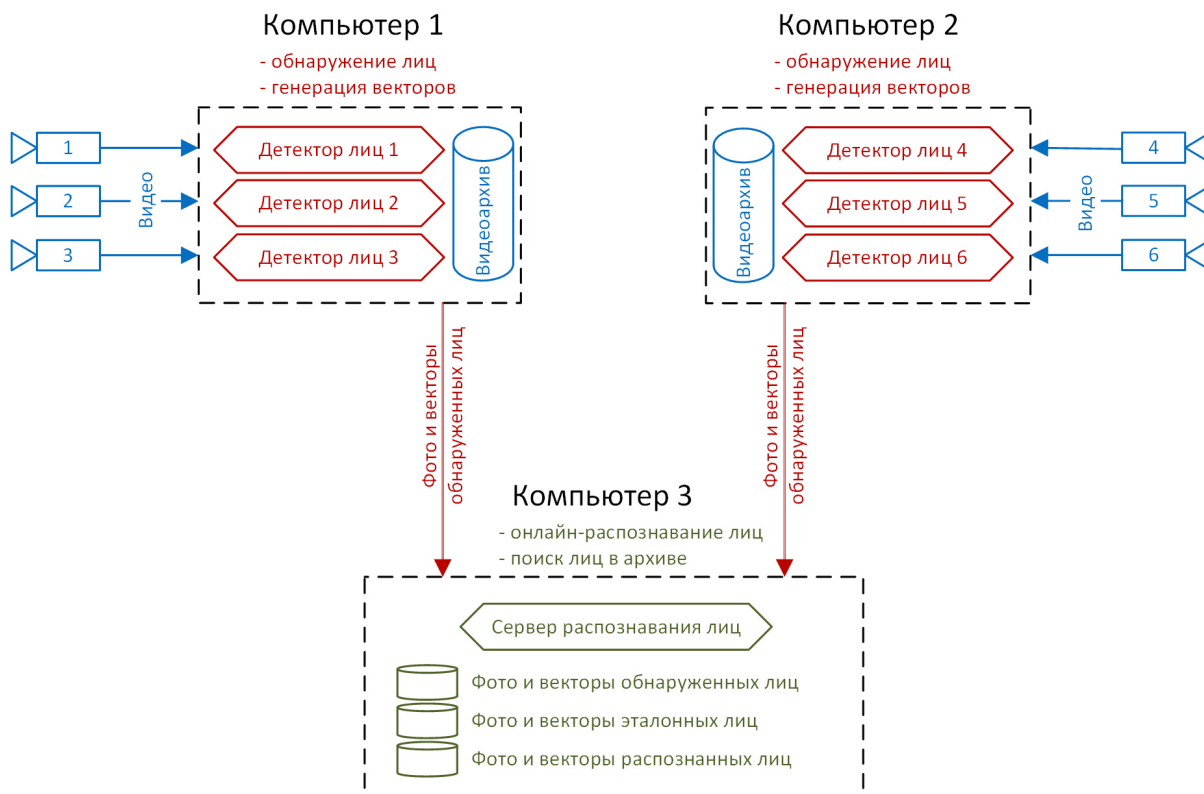 Компьютер 1
- обнаружение лиц
- генерация векторов
1
2
3
Видео
Детектор лиц 1
Детектор лиц 2
Детектор лиц 3
Видеоархив
Компьютер 2
- обнаружение лиц
- генерация векторов
Видеоархив
Детектор лиц 4
Детектор лиц 5
Детектор лиц 6
Видео
4
5
6
Фото и векторы
обнаруженных лиц
Фото и векторы
обнаруженных лиц
Компьютер 3
- онлайн-распознавание лиц
- поиск лиц в архиве
Сервер распознавания лиц
Фото и векторы обнаруженных лиц
Фото и векторы эталонных лиц
Фото и векторы распознанных лиц